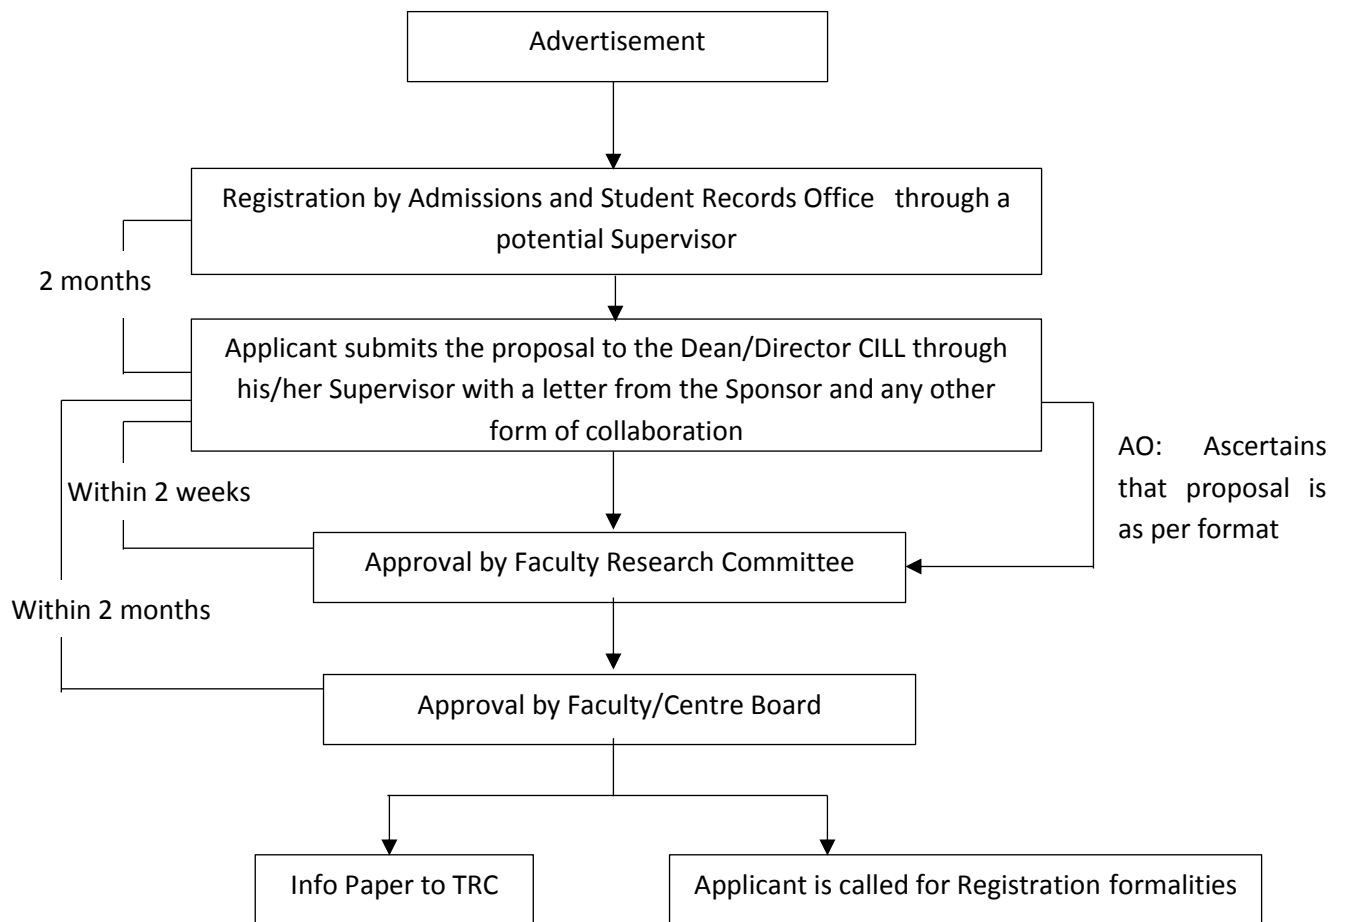 Advertisement
Registration by Admissions and Student Records Office through a
potential Supervisor
2 months
Applicant submits the proposal to the Dean/Director CILL through
his/her Supervisor with a letter from the Sponsor and any other
form of collaboration
AO: Ascertains
that proposal is
as per format
Within 2 weeks
Approval by Faculty Research Committee
Within 2 months
Approval by Faculty/Centre Board
Info Paper to TRC
Applicant is called for Registration formalities